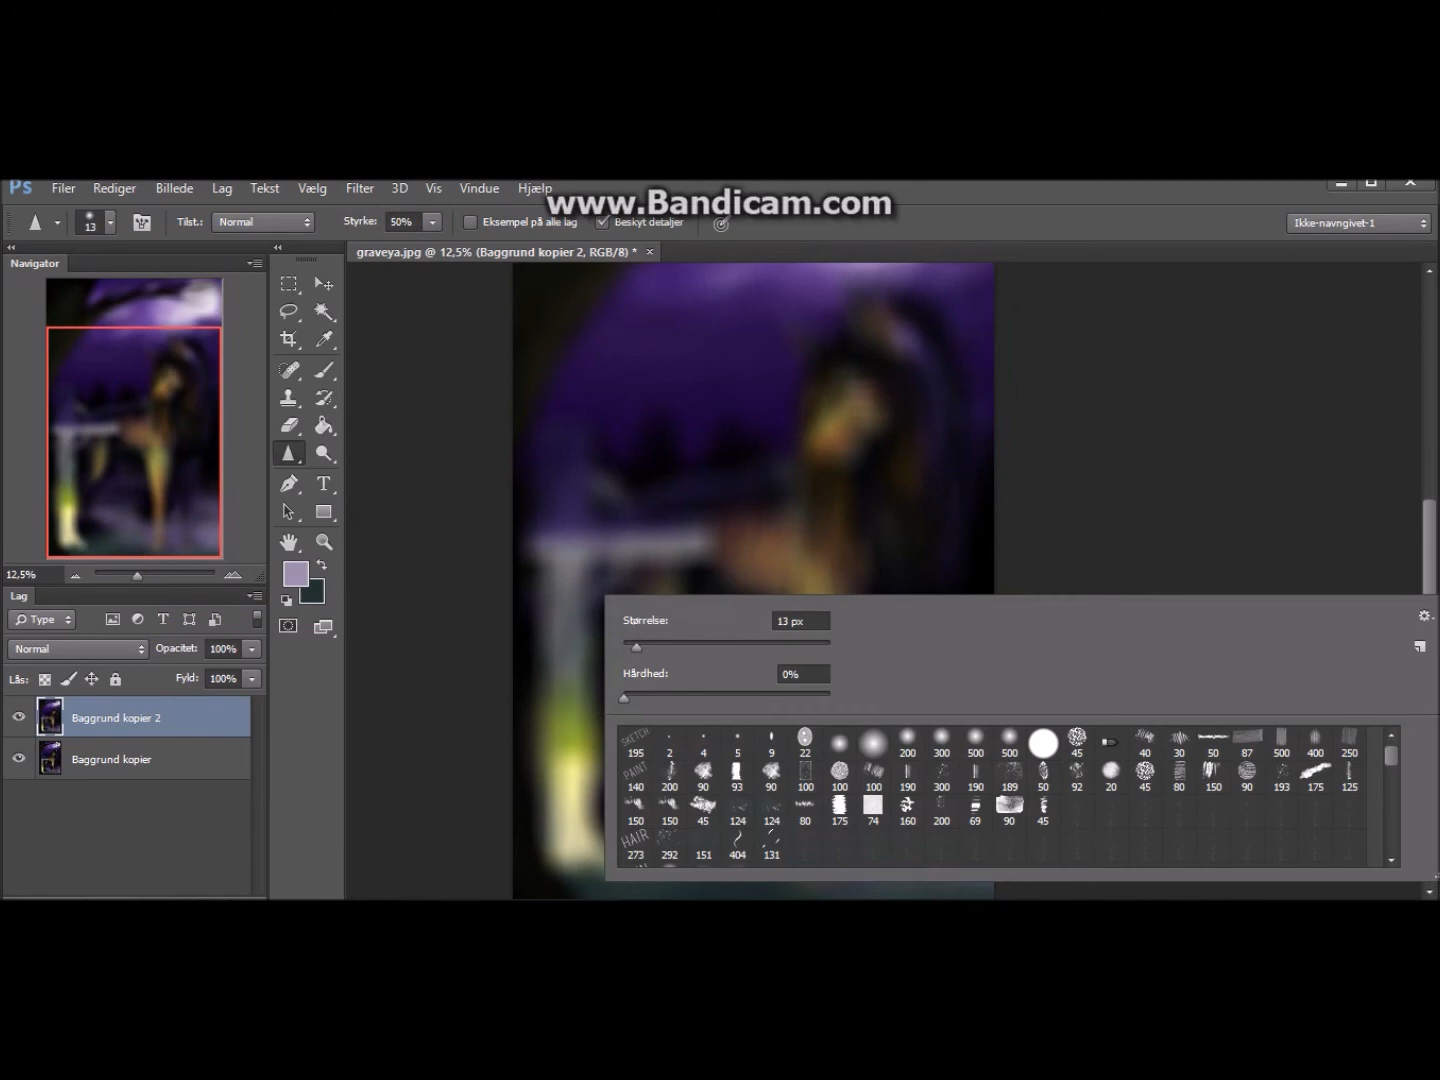 www.Bandicam.com
Ps Filer Rediger Billede Lag Tekst Vælg Filter 3D Vis Vindue Hjælp
13 Tilst.: Normal Styrke: 50% Eksempel på alle lag Beskyt detaljer Ikke-navngivet-1
Navigator
graveya.jpg @ 12,5% (Baggrund kopier 2, RGB/8) *
12,5%
Lag
Type
Normal Opacitet: 100%
Lås: Fyld: 100%
Baggrund kopier 2
Baggrund kopier
Størrelse: 13 px
Hårdhed: 0%
SKETCH
195 2 4 5 9 22 200 300 500 500 45 40 30 50 87 500 400 250
PAINT
140 200 90 93 90 100 100 100 190 300 190 189 50 92 20 45 80 150 90 193 175 125
150 150 45 124 124 80 175 74 160 200 69 90 45
HAIR
273 292 151 404 131